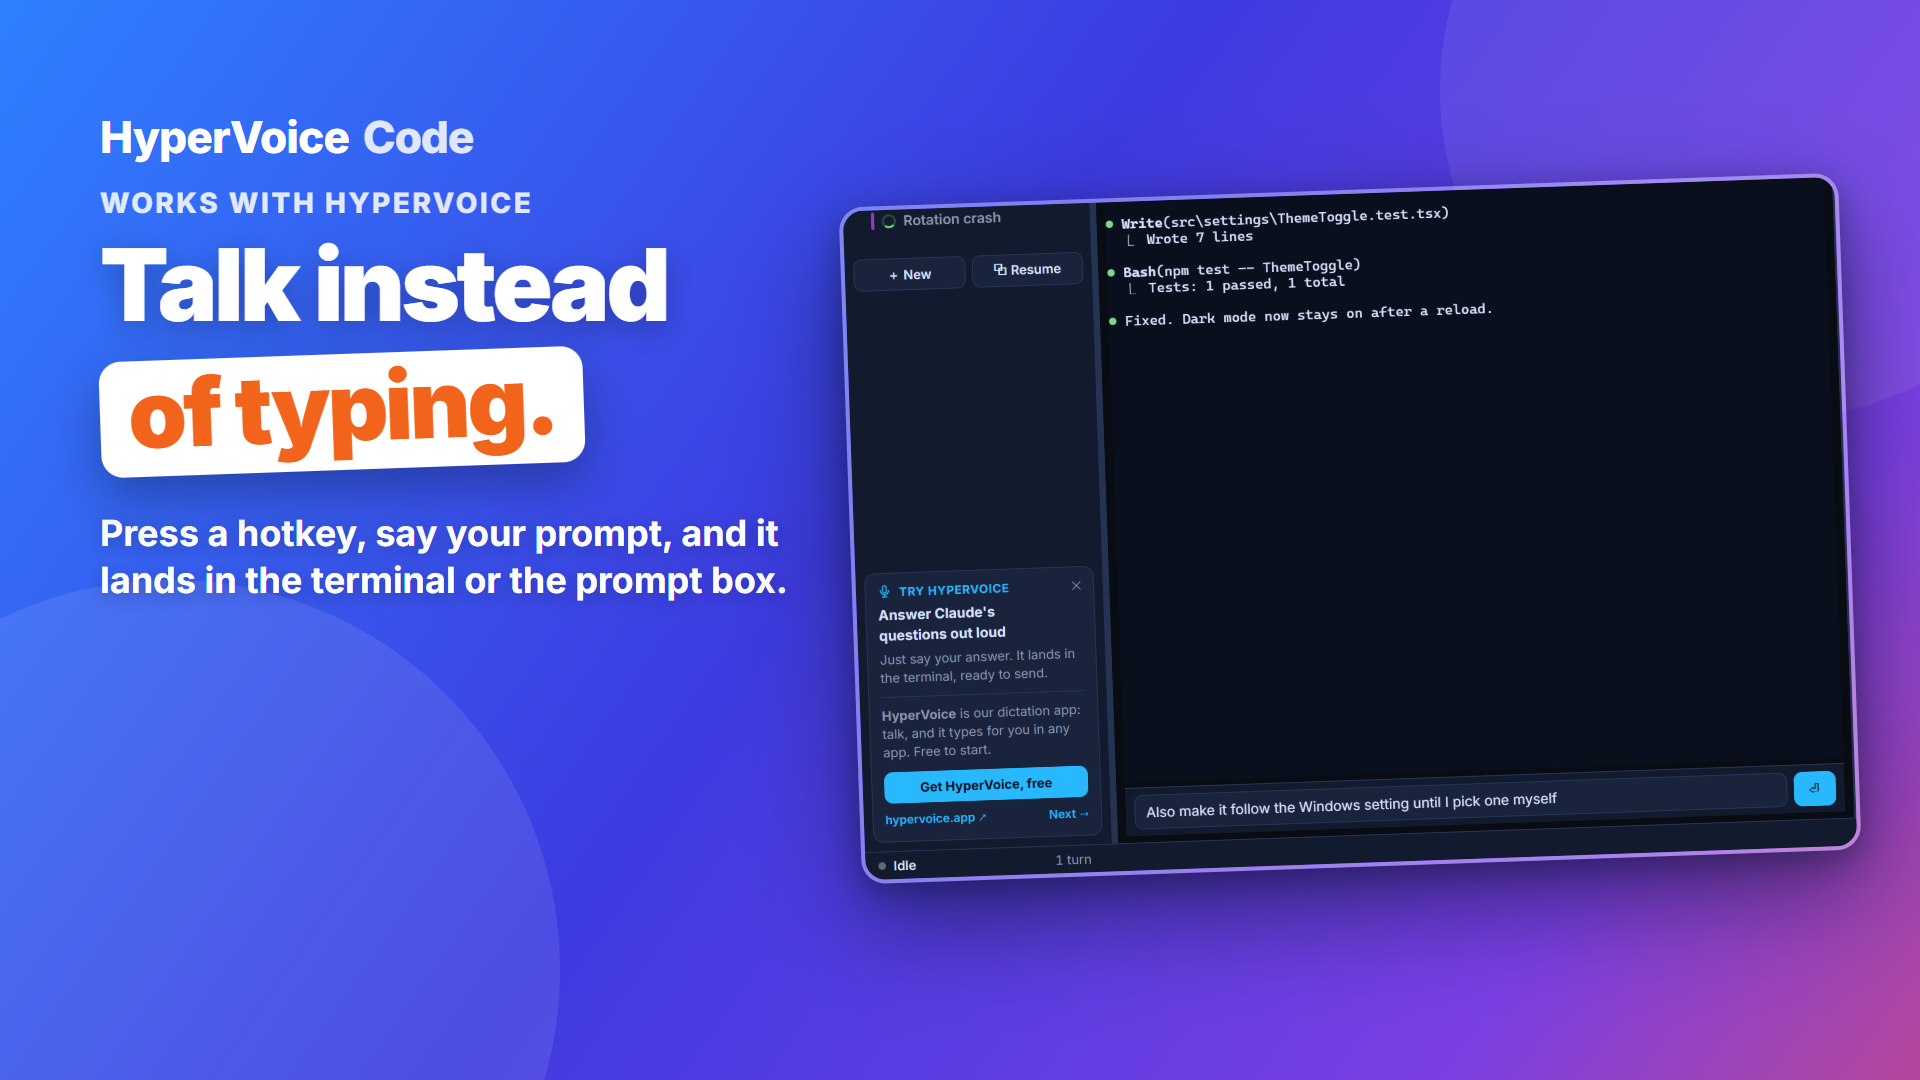 HyperVoice Code
WORKS WITH HYPERVOICE
Talk instead
of typing.
Press a hotkey, say your prompt, and it
lands in the terminal or the prompt box.
Rotation crash
+ New
Resume
TRY HYPERVOICE
Answer Claude's
questions out loud
Just say your answer. It lands in
the terminal, ready to send.
HyperVoice is our dictation app:
talk, and it types for you in any
app. Free to start.
Get HyperVoice, free
hypervoice.app ↗
Next →
Idle
1 turn
Write(src\settings\ThemeToggle.test.tsx)
Wrote 7 lines
Bash(npm test -- ThemeToggle)
Tests: 1 passed, 1 total
Fixed. Dark mode now stays on after a reload.
Also make it follow the Windows setting until I pick one myself